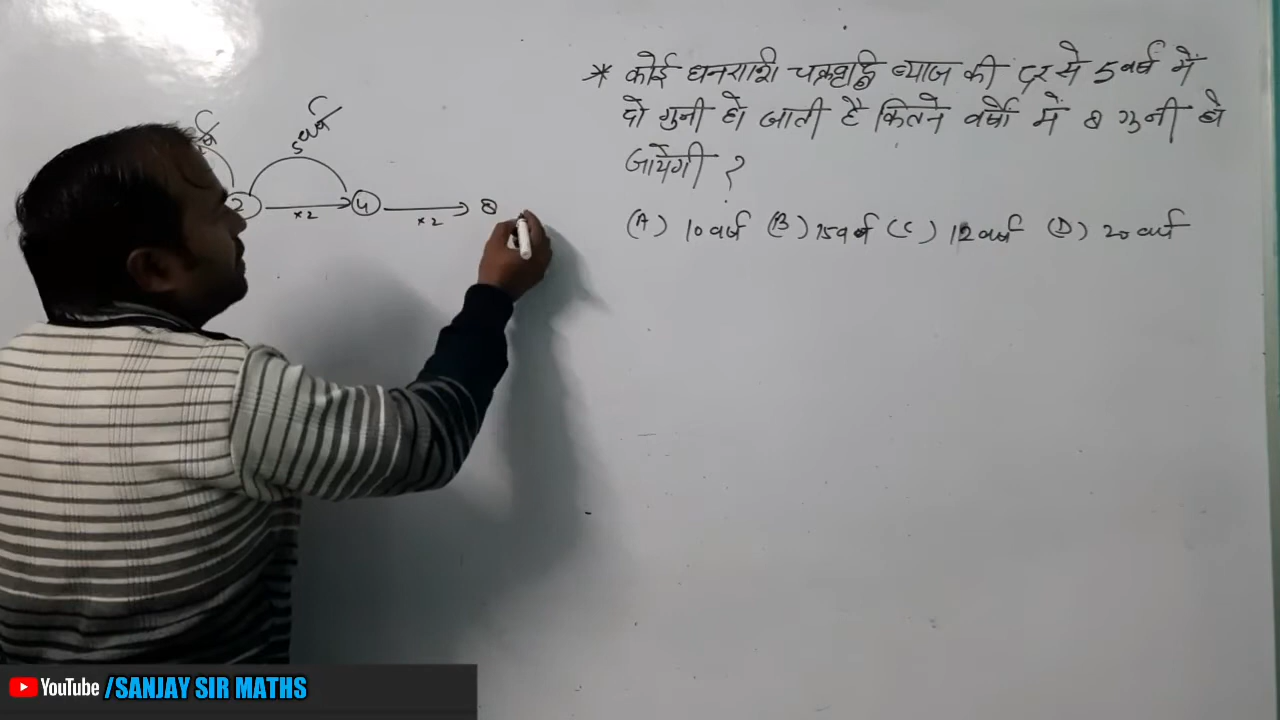 * कोई धनराशि चक्रवृद्धि ब्याज की दर से 5 वर्ष में
दो गुनी हो जाती है कितने वर्षों में 8 गुनी हो
जायेगी ?
(A) 10 वर्ष (B) 15 वर्ष (C) 12 वर्ष (D) 20 वर्ष
5 वर्ष
2 ×2 4 ×2 8
YouTube /SANJAY SIR MATHS